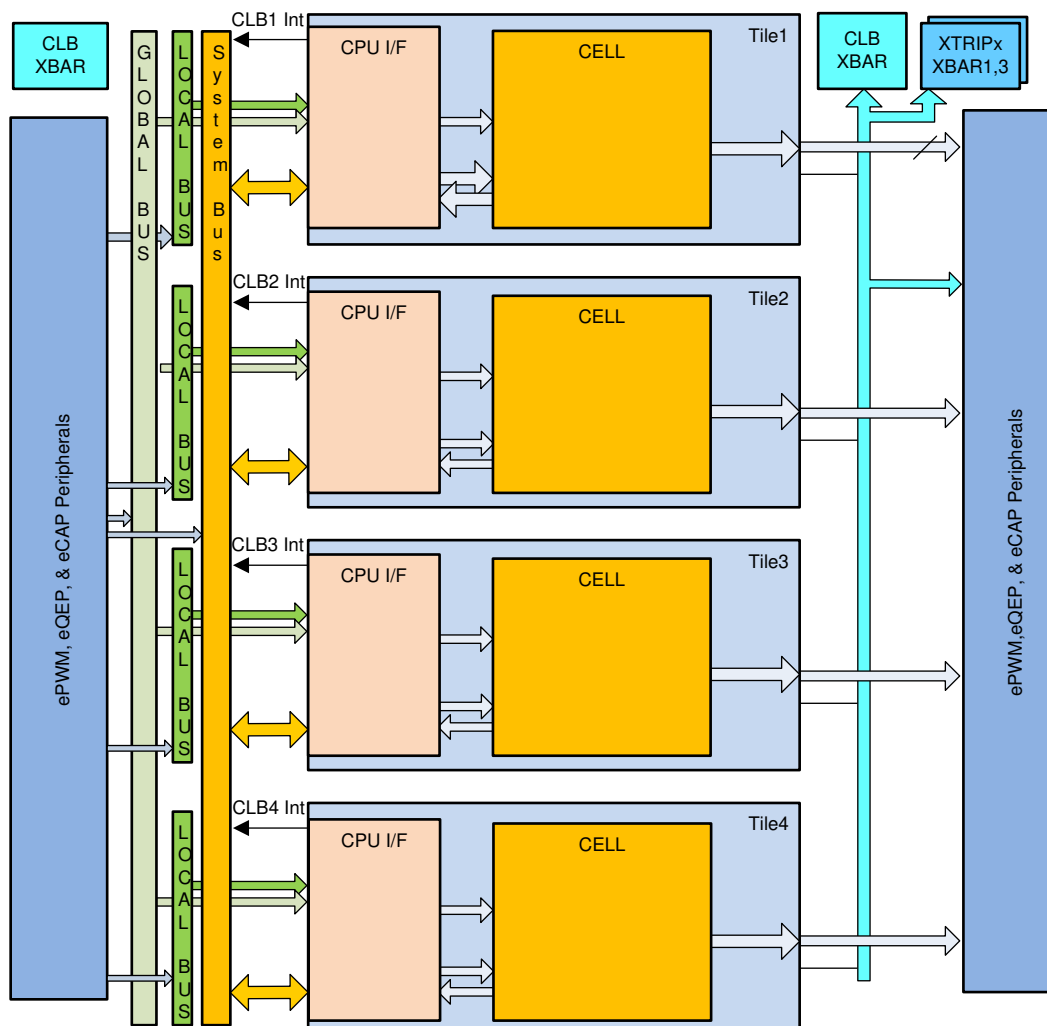 CLB
XBAR
GLOBAL BUS
LOCAL BUS
System Bus
CLB1 Int
CPU I/F
CELL
Tile1
CLB
XBAR
XTRIPx
XBAR1,3
LOCAL BUS
CLB2 Int
CPU I/F
CELL
Tile2
ePWM, eQEP, & eCAP Peripherals
ePWM,eQEP, & eCAP Peripherals
LOCAL BUS
CLB3 Int
CPU I/F
CELL
Tile3
LOCAL BUS
CLB4 Int
CPU I/F
CELL
Tile4